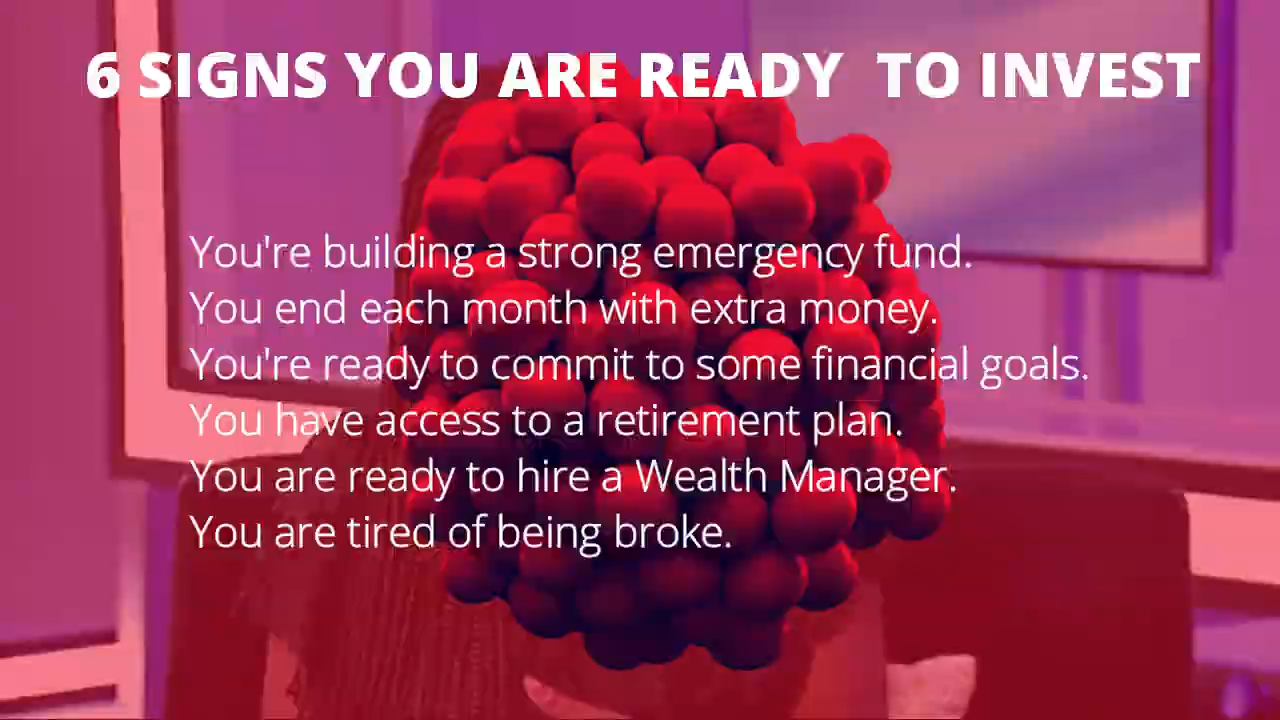 6 SIGNS YOU ARE READY TO INVEST
You're building a strong emergency fund.
You end each month with extra money.
You're ready to commit to some financial goals.
You have access to a retirement plan.
You are ready to hire a Wealth Manager.
You are tired of being broke.